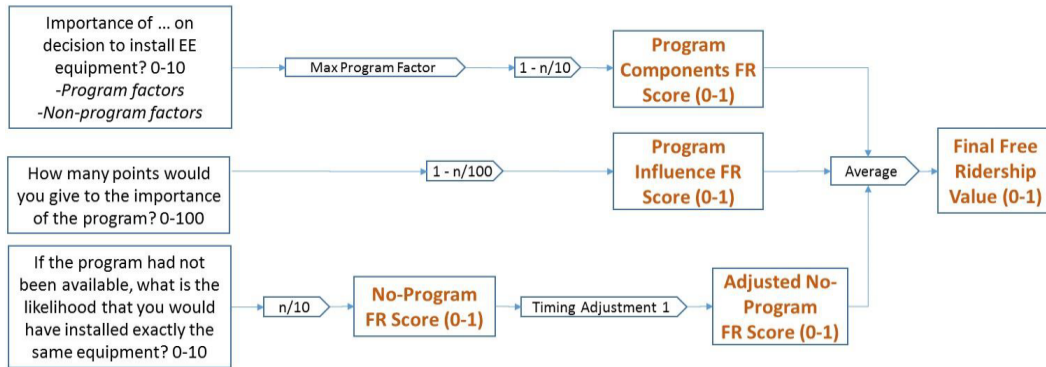 Importance of ... on
decision to install EE
equipment? 0-10
-Program factors
-Non-program factors
Max Program Factor
1 - n/10
Program
Components FR
Score (0-1)
How many points would
you give to the importance
of the program? 0-100
1 - n/100
Program
Influence FR
Score (0-1)
Average
Final Free
Ridership
Value (0-1)
If the program had not
been available, what is the
likelihood that you would
have installed exactly the
same equipment? 0-10
n/10
No-Program
FR Score (0-1)
Timing Adjustment 1
Adjusted No-
Program
FR Score (0-1)